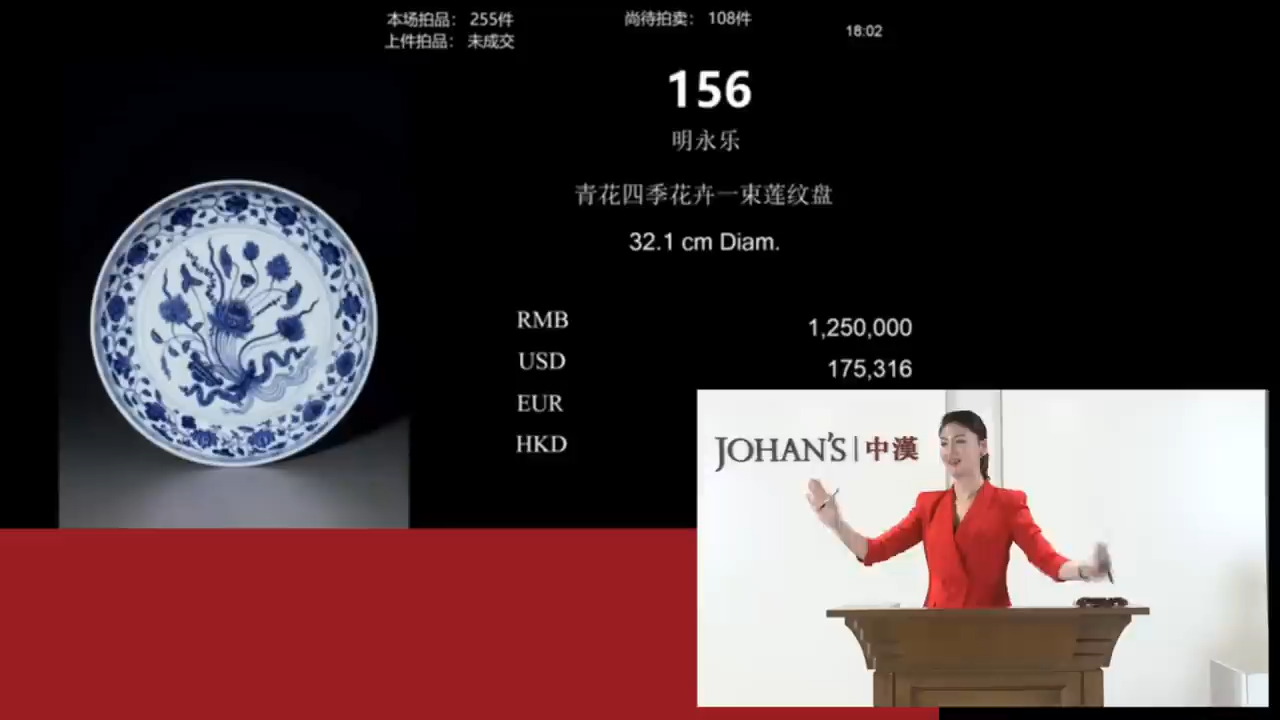 本场拍品： 255件
尚待拍卖： 108件
上件拍品： 未成交
18:02
156
明永乐
青花四季花卉一束莲纹盘
32.1 cm Diam.
RMB 1,250,000
USD 175,316
EUR
HKD
JOHAN'S | 中漢